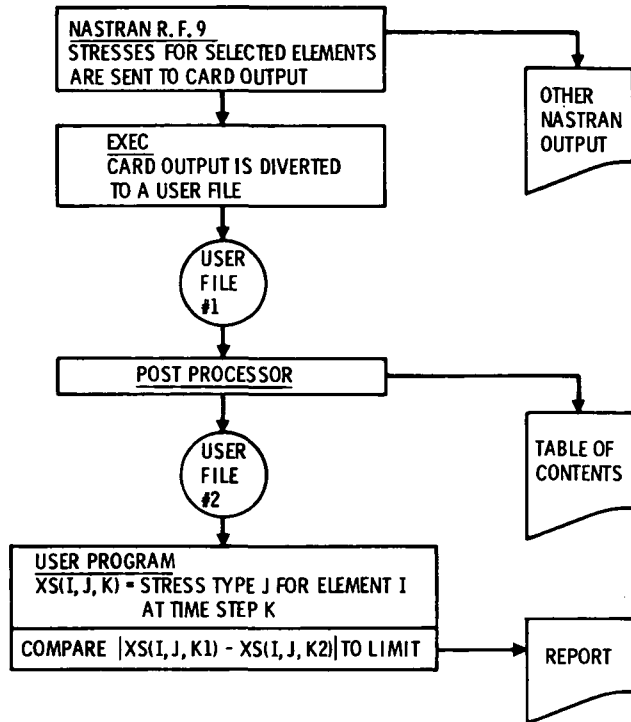 NASTRAN R.F.9
STRESSES FOR SELECTED ELEMENTS
ARE SENT TO CARD OUTPUT
OTHER
NASTRAN
OUTPUT
EXEC
CARD OUTPUT IS DIVERTED
TO A USER FILE
USER
FILE
#1
POST PROCESSOR
TABLE OF
CONTENTS
USER
FILE
#2
USER PROGRAM
XS(I, J, K) = STRESS TYPE J FOR ELEMENT I
AT TIME STEP K
COMPARE |XS(I, J, K1) - XS(I, J, K2)| TO LIMIT
REPORT